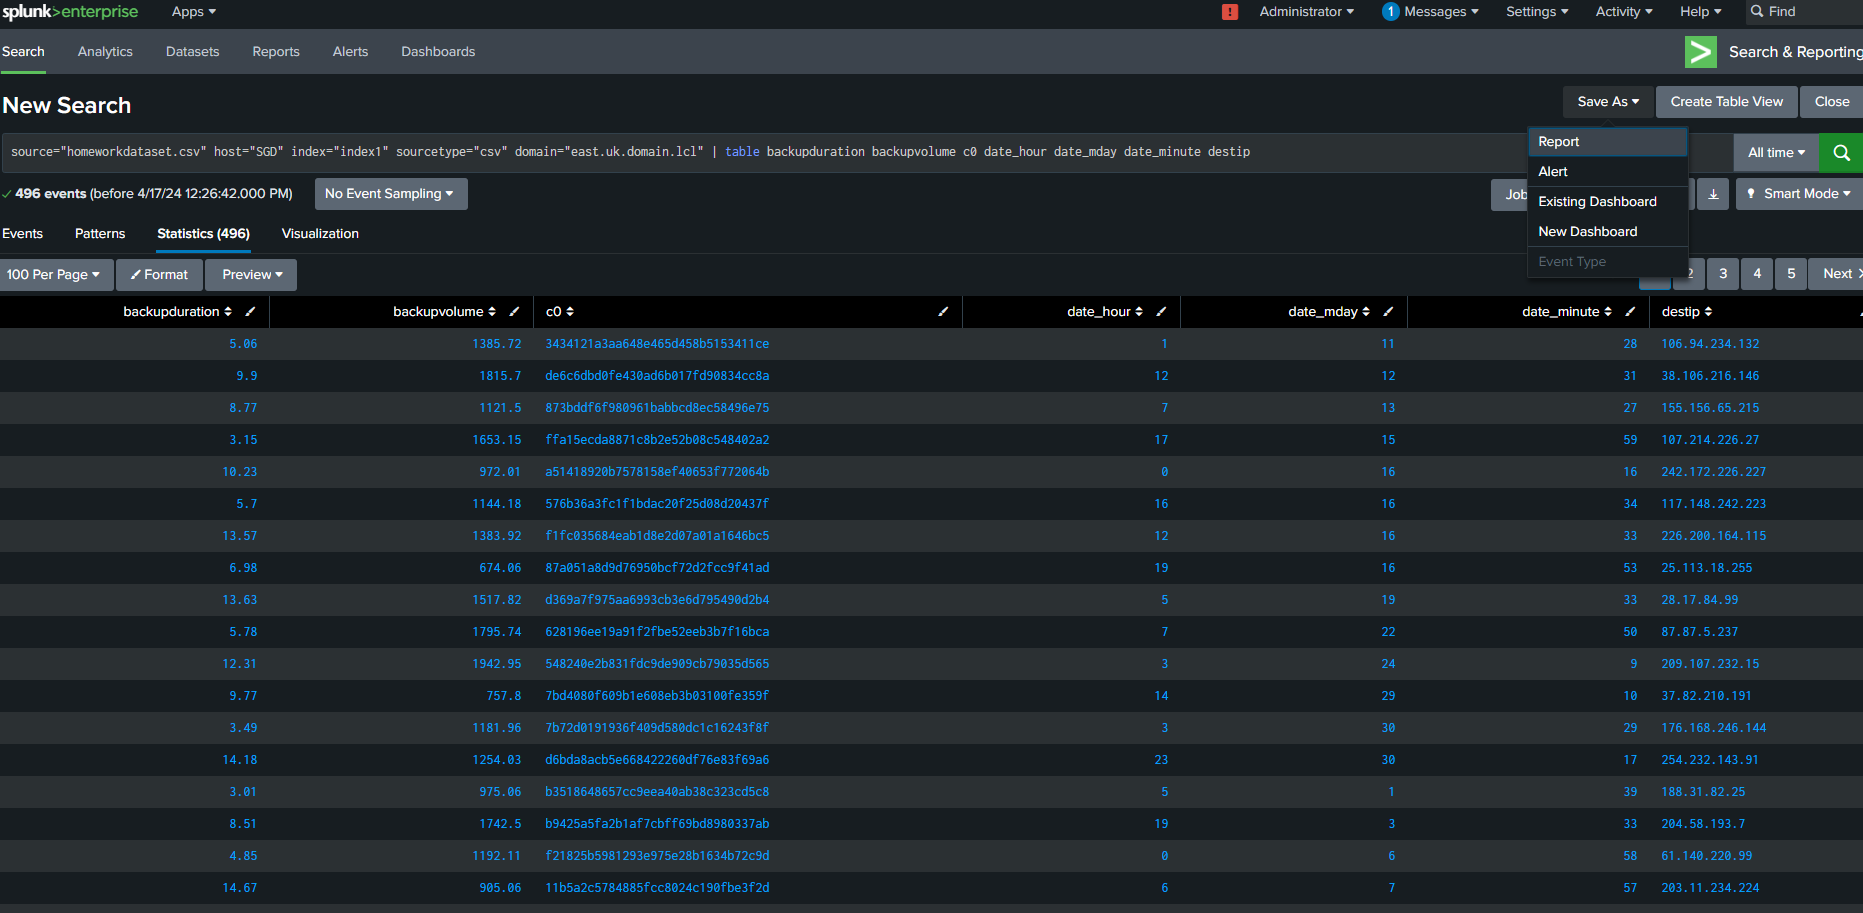 splunk>enterprise Apps ! Administrator 1 Messages Settings Activity Help Find
Search Analytics Datasets Reports Alerts Dashboards Search & Reporting
New Search Save As Create Table View Close
Report
source="homeworkdataset.csv" host="SGD" index="index1" sourcetype="csv" domain="east.uk.domain.lcl" | table backupduration backupvolume c0 date_hour date_mday date_minute destip All time
Alert
496 events (before 4/17/24 12:26:42.000 PM) No Event Sampling Job Smart Mode
Existing Dashboard
Events Patterns Statistics (496) Visualization New Dashboard
Event Type
100 Per Page Format Preview 2 3 4 5 Next
backupduration backupvolume c0 date_hour date_mday date_minute destip
5.06 1385.72 3434121a3aa648e465d458b5153411ce 1 11 28 106.94.234.132
9.9 1815.7 de6c6dbd0fe430ad6b017fd90834cc8a 12 12 31 38.106.216.146
8.77 1121.5 873bddf6f980961babbcd8ec58496e75 7 13 27 155.156.65.215
3.15 1653.15 ffa15ecda8871c8b2e52b08c548402a2 17 15 59 107.214.226.27
10.23 972.01 a51418920b7578158ef40653f772064b 0 16 16 242.172.226.227
5.7 1144.18 576b36a3fc1f1bdac20f25d08d20437f 16 16 34 117.148.242.223
13.57 1383.92 f1fc035684eab1d8e2d07a01a1646bc5 12 16 33 226.200.164.115
6.98 674.06 87a051a8d9d76950bcf72d2fcc9f41ad 19 16 53 25.113.18.255
13.63 1517.82 d369a7f975aa6993cb3e6d795490d2b4 5 19 33 28.17.84.99
5.78 1795.74 628196ee19a91f2fbe52eeb3b7f16bca 7 22 50 87.87.5.237
12.31 1942.95 548240e2b831fdc9de909cb79035d565 3 24 9 209.107.232.15
9.77 757.8 7bd4080f609b1e608eb3b03100fe359f 14 29 10 37.82.210.191
3.49 1181.96 7b72d0191936f409d580dc1c16243f8f 3 30 29 176.168.246.144
14.18 1254.03 d6bda8acb5e668422260df76e83f69a6 23 30 17 254.232.143.91
3.01 975.06 b3518648657cc9eea40ab38c323cd5c8 5 1 39 188.31.82.25
8.51 1742.5 b9425a5fa2b1af7cbff69bd8980337ab 19 3 33 204.58.193.7
4.85 1192.11 f21825b5981293e975e28b1634b72c9d 0 6 58 61.140.220.99
14.67 905.06 11b5a2c5784885fcc8024c190fbe3f2d 6 7 57 203.11.234.224